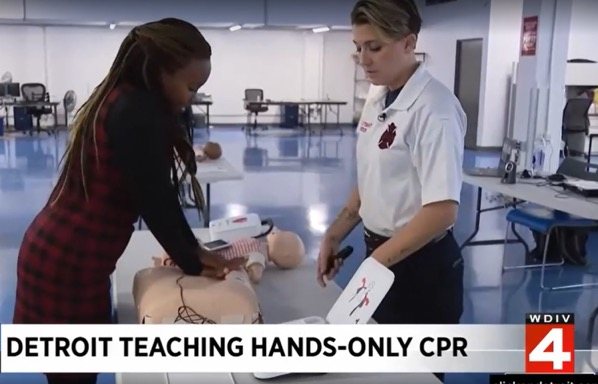 DETROIT TEACHING HANDS-ONLY CPR
WDIV
4